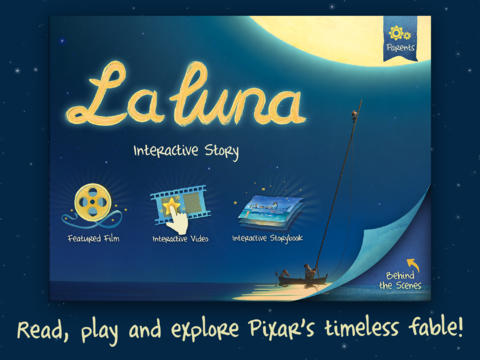 Parents
La luna
Interactive Story
Featured Film
Interactive Video
Interactive Storybook
Behind
the Scenes
Read, play and explore Pixar's timeless fable!